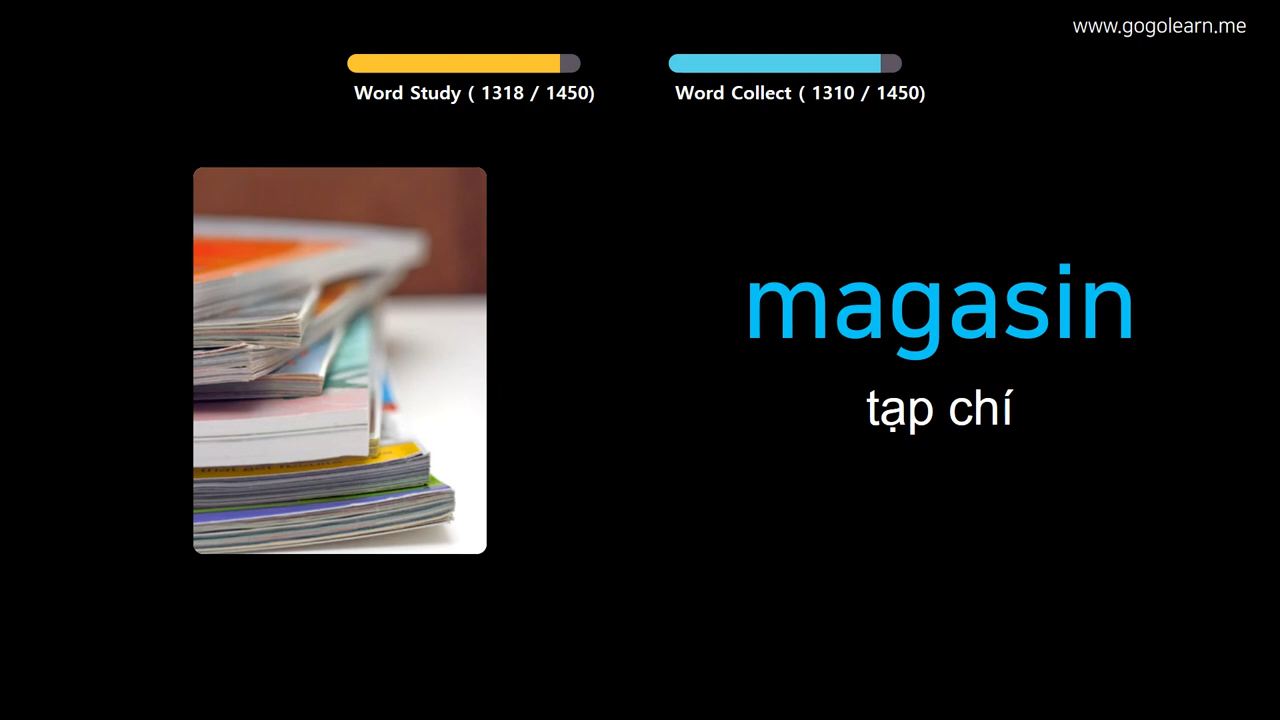 www.gogolearn.me
Word Study ( 1318 / 1450)
Word Collect ( 1310 / 1450)
magasin
tạp chí